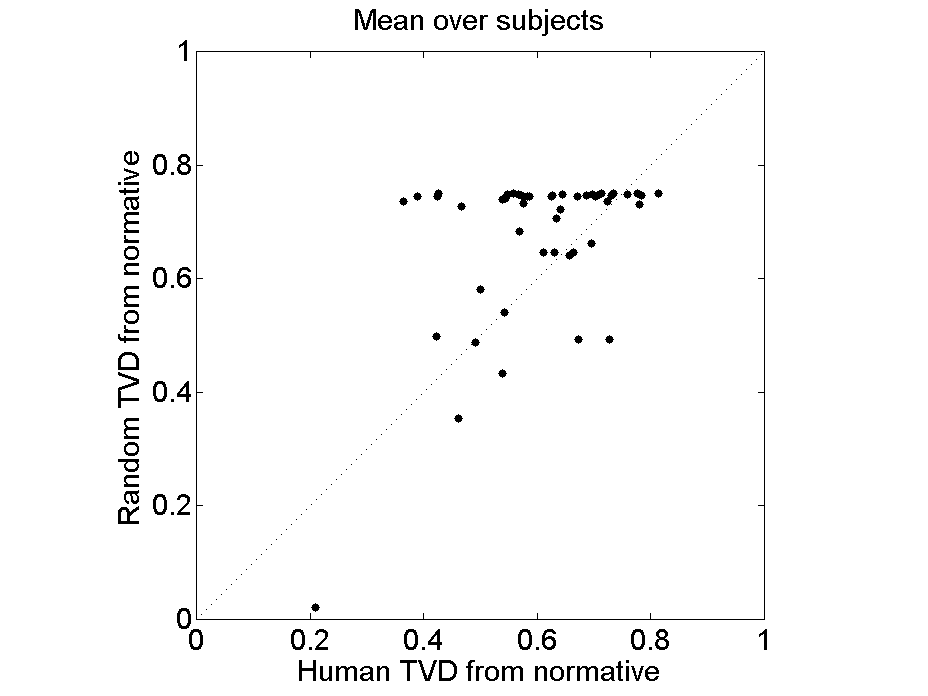 Mean over subjects
1
0.8
0.6
0.4
0.2
0
Random TVD from normative
0 0.2 0.4 0.6 0.8 1
Human TVD from normative